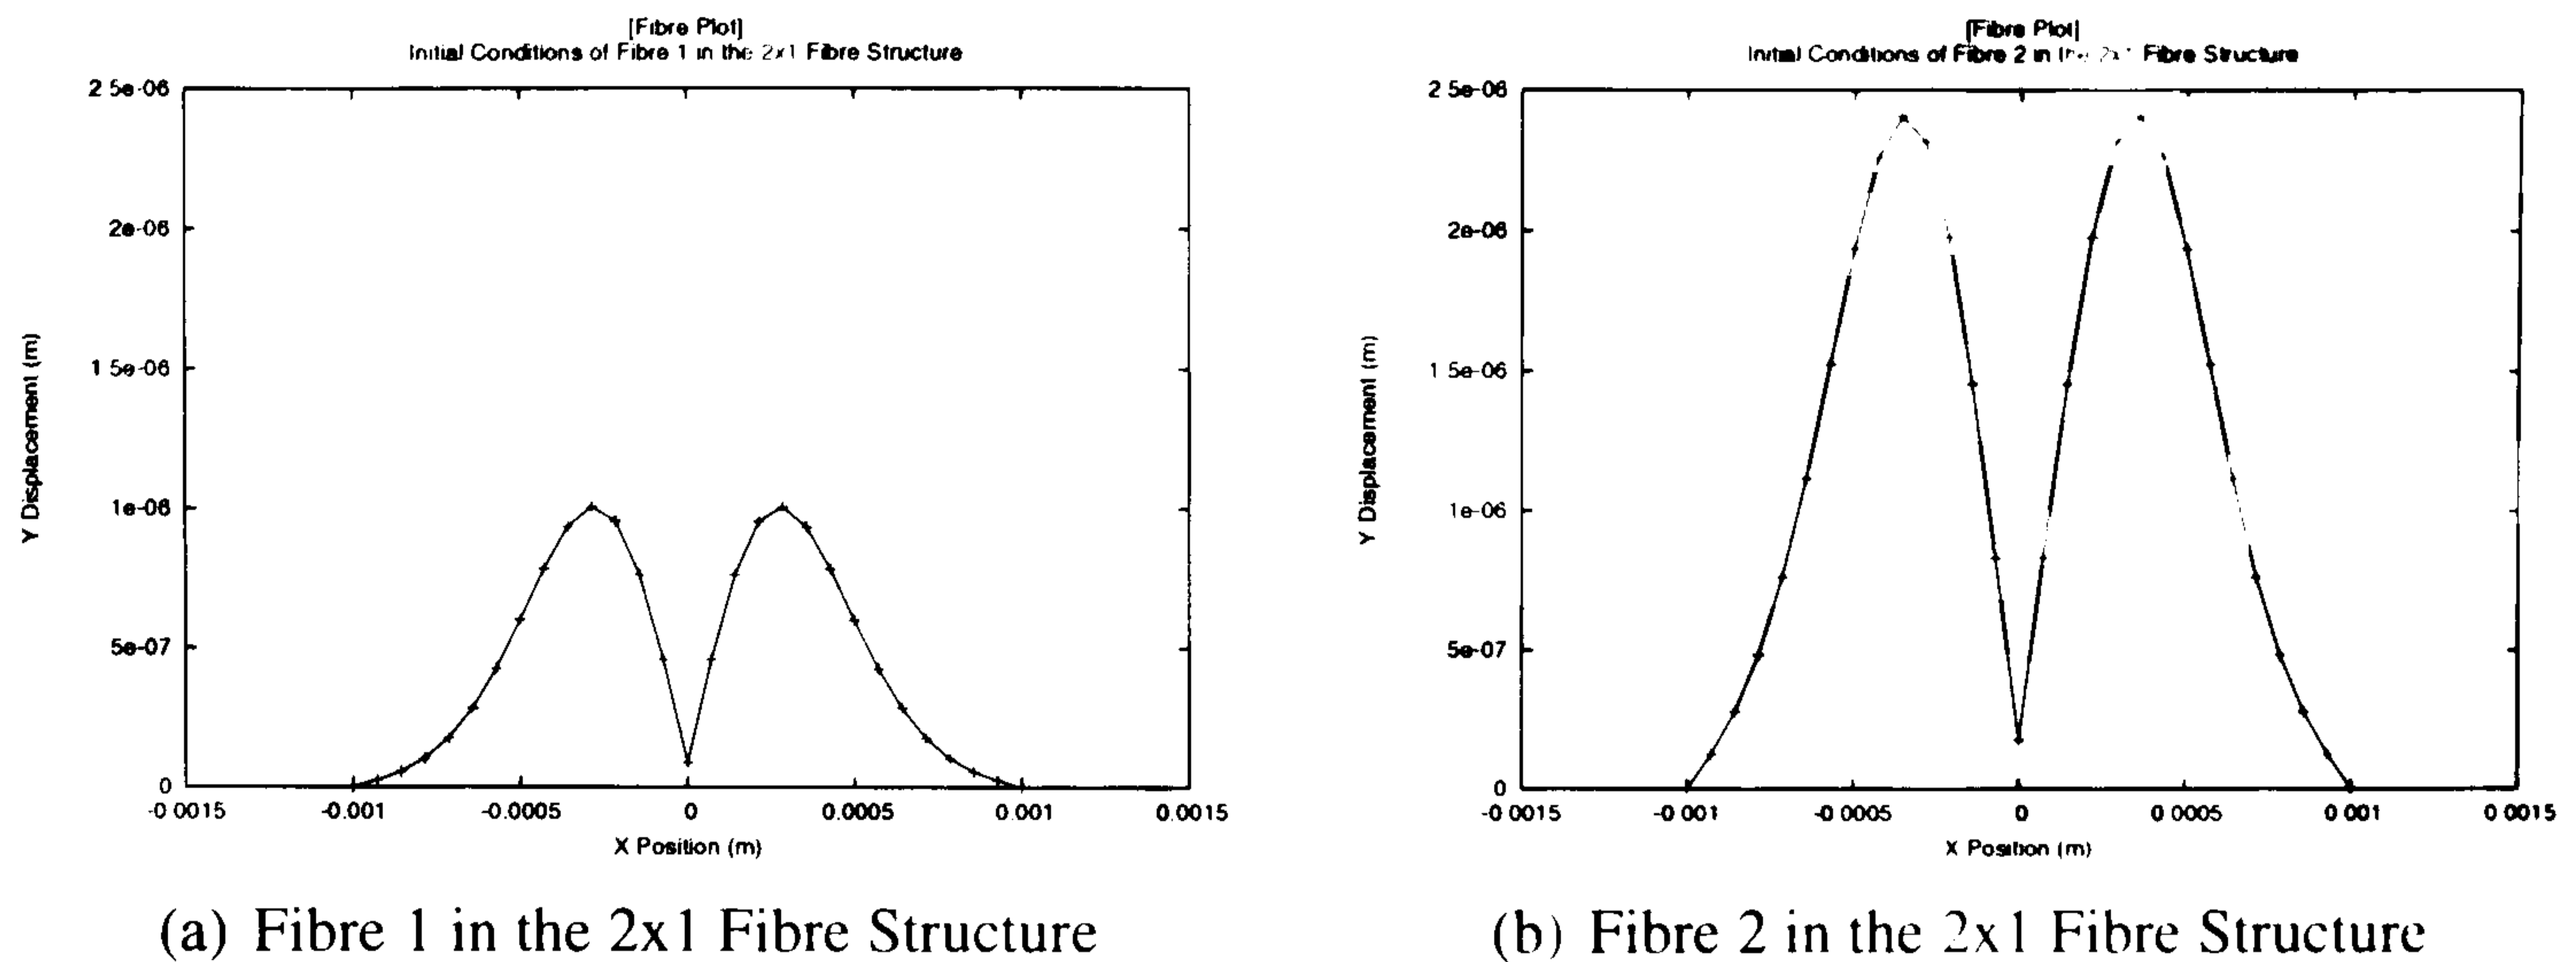 [Fibre Plot]
Initial Conditions of Fibre 1 in the 2x1 Fibre Structure
2 5e-06
2e-06
1 5e-06
1e-06
5e-07
0
Y Displacement (m)
-0 0015 -0.001 -0.0005 0 0.0005 0.001 0.0015
X Position (m)
(a) Fibre 1 in the 2x1 Fibre Structure
[Fibre Plot]
Initial Conditions of Fibre 2 in Fibre Structure
2 5e-06
2e-06
1 5e-06
1e-06
5e-07
0
Y Displacement (m)
-0 0015 -0 001 -0 0005 0 0 0005 0 001 0 0015
X Position (m)
(b) Fibre 2 in the 2x1 Fibre Structure